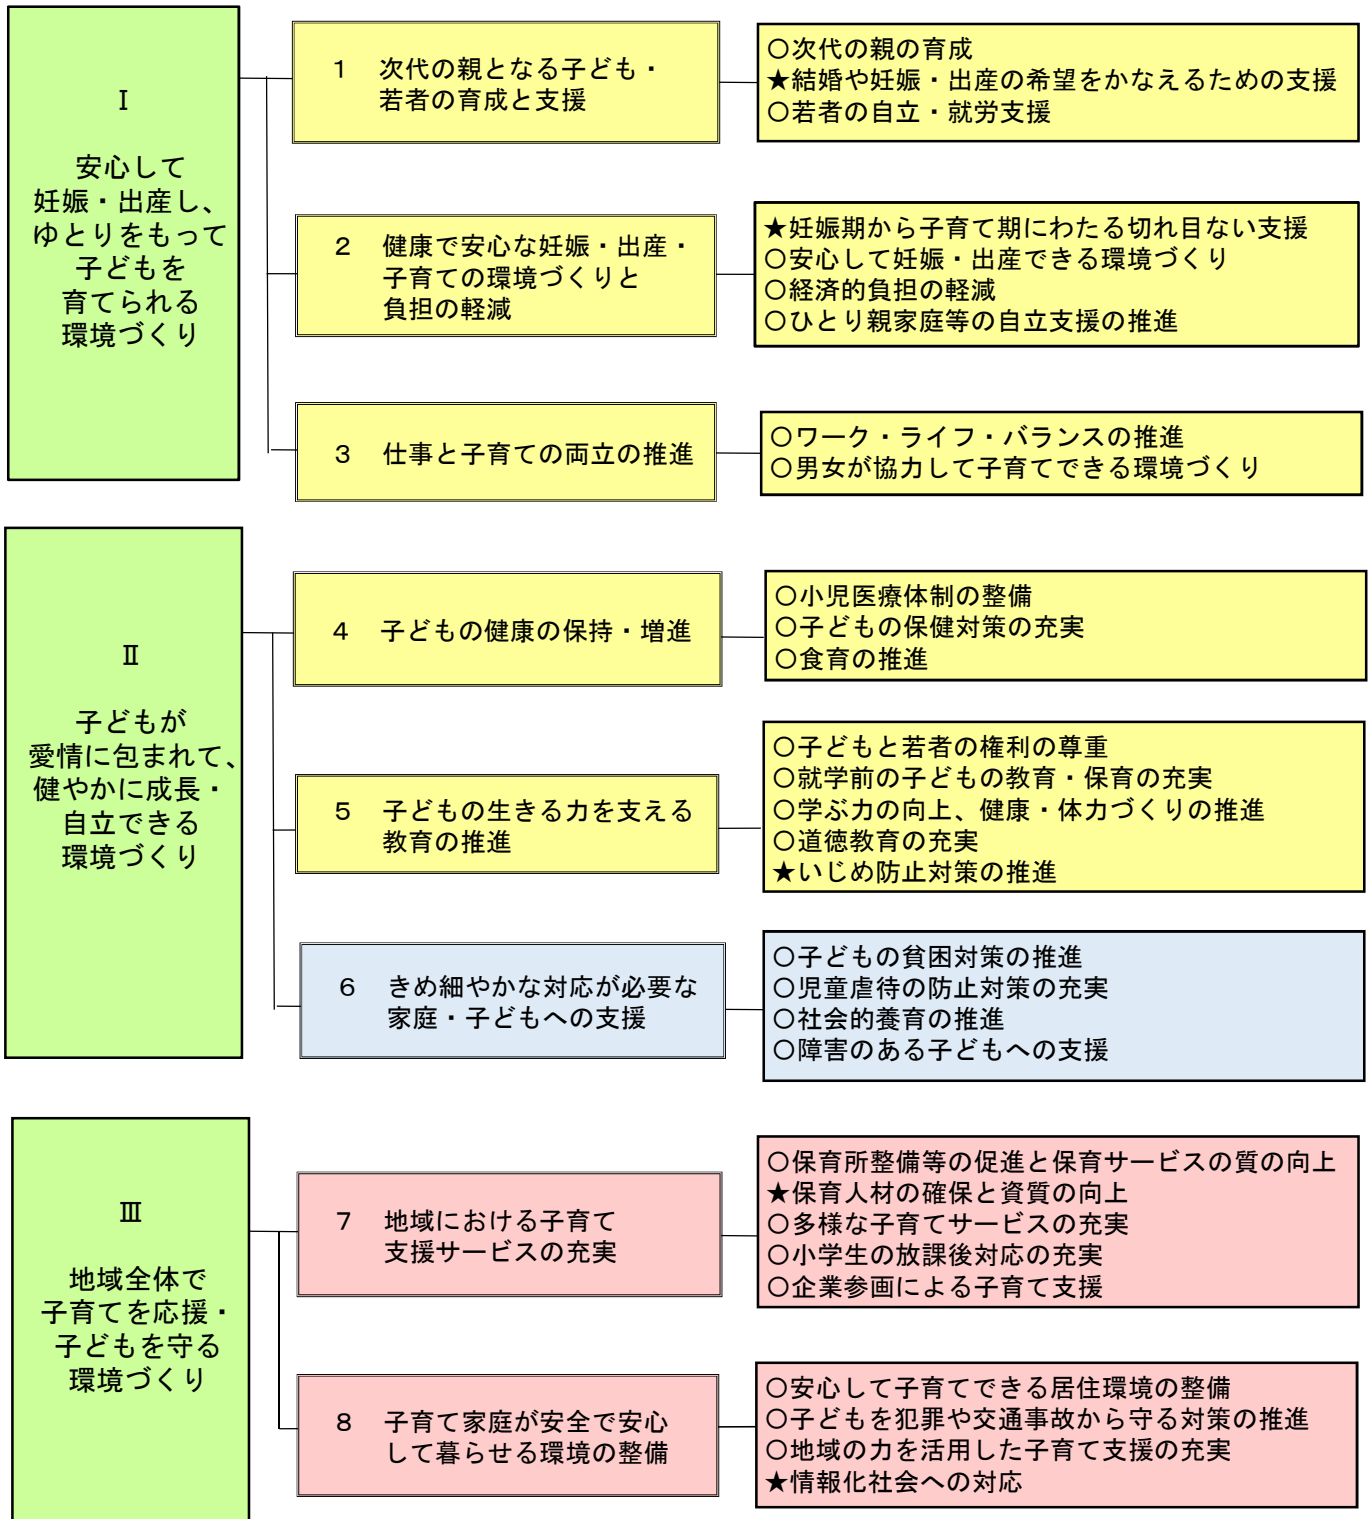 Ⅰ
安心して
妊娠・出産し、
ゆとりをもって
子どもを
育てられる
環境づくり
１　次代の親となる子ども・
若者の育成と支援
○次代の親の育成
★結婚や妊娠・出産の希望をかなえるための支援
○若者の自立・就労支援
２　健康で安心な妊娠・出産・
子育ての環境づくりと
負担の軽減
★妊娠期から子育て期にわたる切れ目ない支援
○安心して妊娠・出産できる環境づくり
○経済的負担の軽減
○ひとり親家庭等の自立支援の推進
３　仕事と子育ての両立の推進
○ワーク・ライフ・バランスの推進
○男女が協力して子育てできる環境づくり
Ⅱ
子どもが
愛情に包まれて、
健やかに成長・
自立できる
環境づくり
４　子どもの健康の保持・増進
○小児医療体制の整備
○子どもの保健対策の充実
○食育の推進
５　子どもの生きる力を支える
教育の推進
○子どもと若者の権利の尊重
○就学前の子どもの教育・保育の充実
○学ぶ力の向上、健康・体力づくりの推進
○道徳教育の充実
★いじめ防止対策の推進
６　きめ細やかな対応が必要な
家庭・子どもへの支援
○子どもの貧困対策の推進
○児童虐待の防止対策の充実
○社会的養育の推進
○障害のある子どもへの支援
Ⅲ
地域全体で
子育てを応援・
子どもを守る
環境づくり
７　地域における子育て
支援サービスの充実
○保育所整備等の促進と保育サービスの質の向上
★保育人材の確保と資質の向上
○多様な子育てサービスの充実
○小学生の放課後対応の充実
○企業参画による子育て支援
８　子育て家庭が安全で安心
して暮らせる環境の整備
○安心して子育てできる居住環境の整備
○子どもを犯罪や交通事故から守る対策の推進
○地域の力を活用した子育て支援の充実
★情報化社会への対応